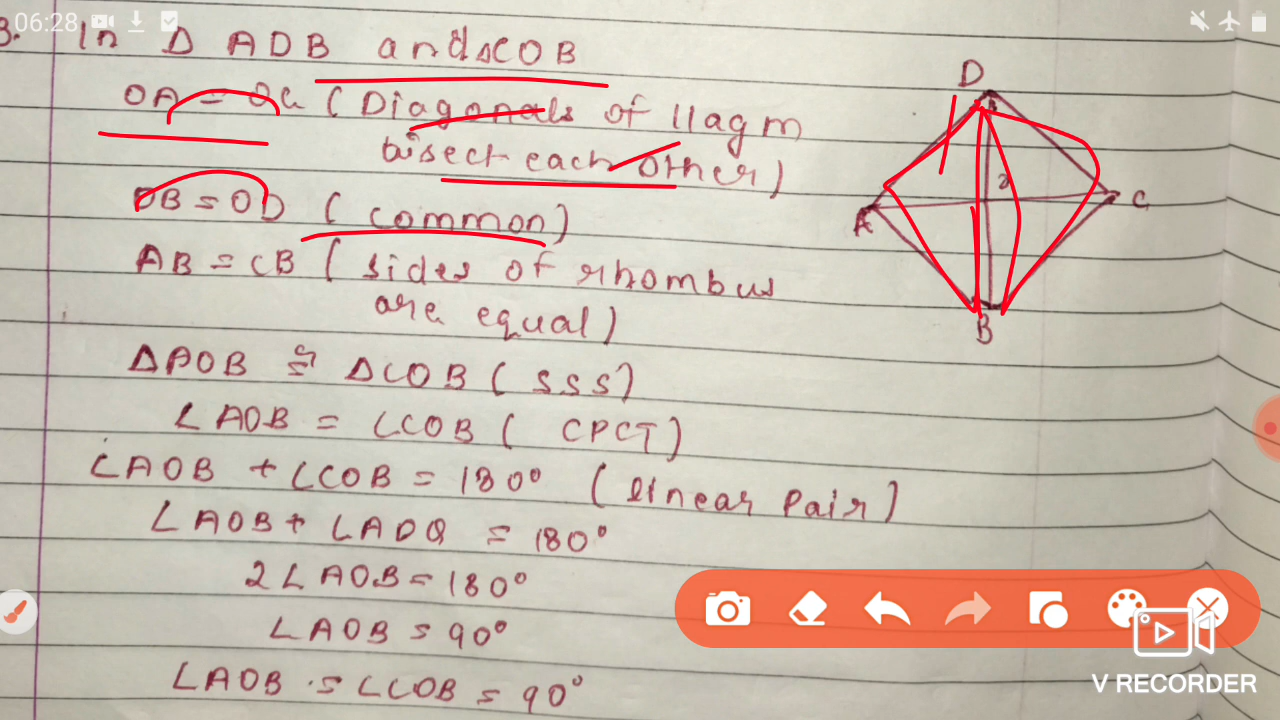 06:28
3. In Δ ADB and ΔCOB
OA = OC (Diagonals of llagm
bisect each other)
OB = OD (common)
AB = CB ( sides of rhombus
are equal)
ΔAOB ≅ ΔCOB ( SSS)
∠AOB = ∠COB ( CPCT)
∠AOB + ∠COB = 180° ( linear Pair)
∠AOB + ∠AOB = 180°
2∠AOB = 180°
∠AOB = 90°
∠AOB = ∠COB = 90°
D
O
A
C
B
V RECORDER